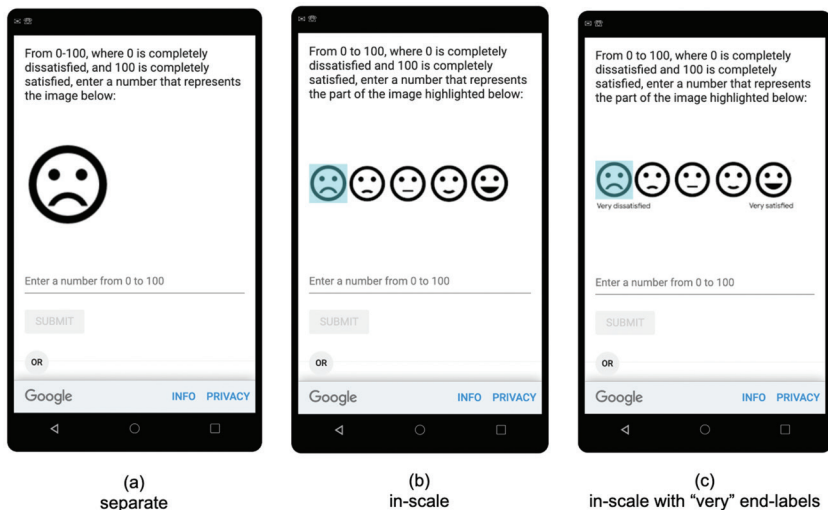 From 0-100, where 0 is completely
dissatisfied, and 100 is completely
satisfied, enter a number that represents
the image below:
Enter a number from 0 to 100
SUBMIT
OR
Google INFO PRIVACY
(a)
separate
From 0 to 100, where 0 is completely
dissatisfied and 100 is completely
satisfied, enter a number that represents
the part of the image highlighted below:
Enter a number from 0 to 100
SUBMIT
OR
Google INFO PRIVACY
(b)
in-scale
From 0 to 100, where 0 is completely
dissatisfied and 100 is completely
satisfied, enter a number that represents
the part of the image highlighted below:
Very dissatisfied Very satisfied
Enter a number from 0 to 100
SUBMIT
OR
Google INFO PRIVACY
(c)
in-scale with “very” end-labels